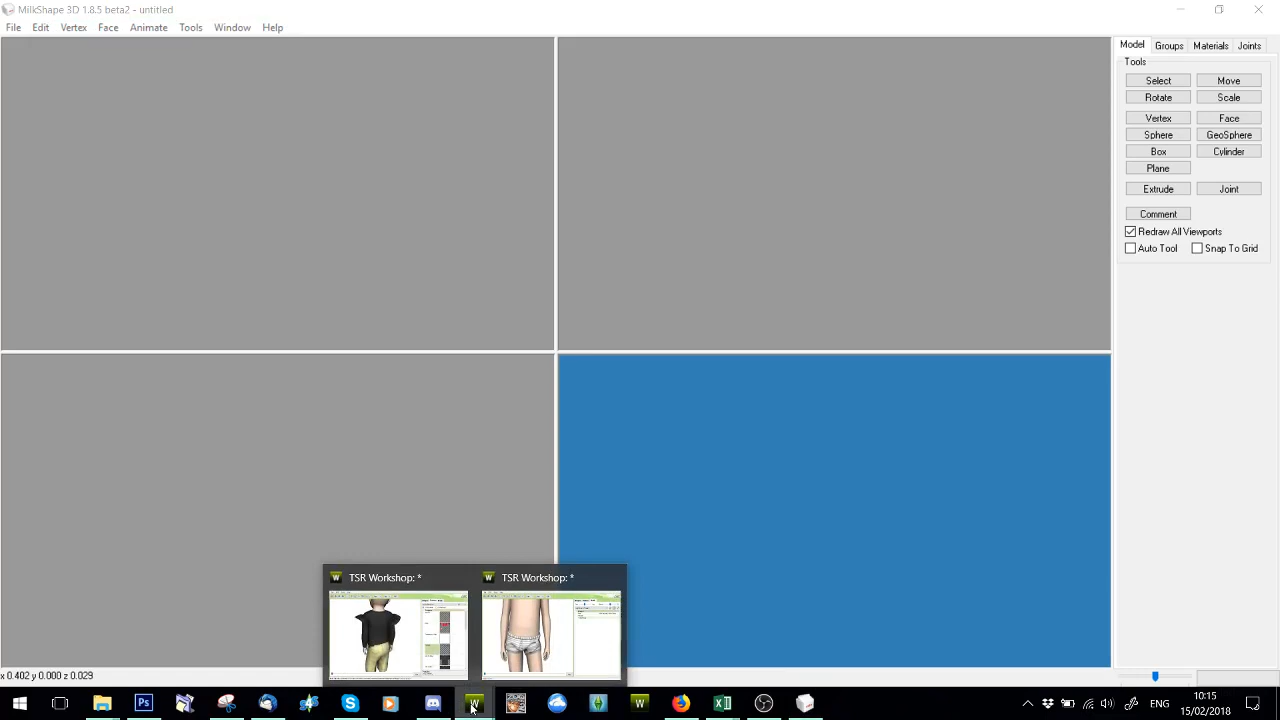 MilkShape 3D 1.8.5 beta2 - untitled
File Edit Vertex Face Animate Tools Window Help
Model Groups Materials Joints
Tools
Select Move
Rotate Scale
Vertex Face
Sphere GeoSphere
Box Cylinder
Plane
Extrude Joint
Comment
Redraw All Viewports
Auto Tool Snap To Grid
TSR Workshop: * TSR Workshop: *
x 0.402 y 0.000 z 0.029
Ps
W
W
ENG
10:15
15/02/2018